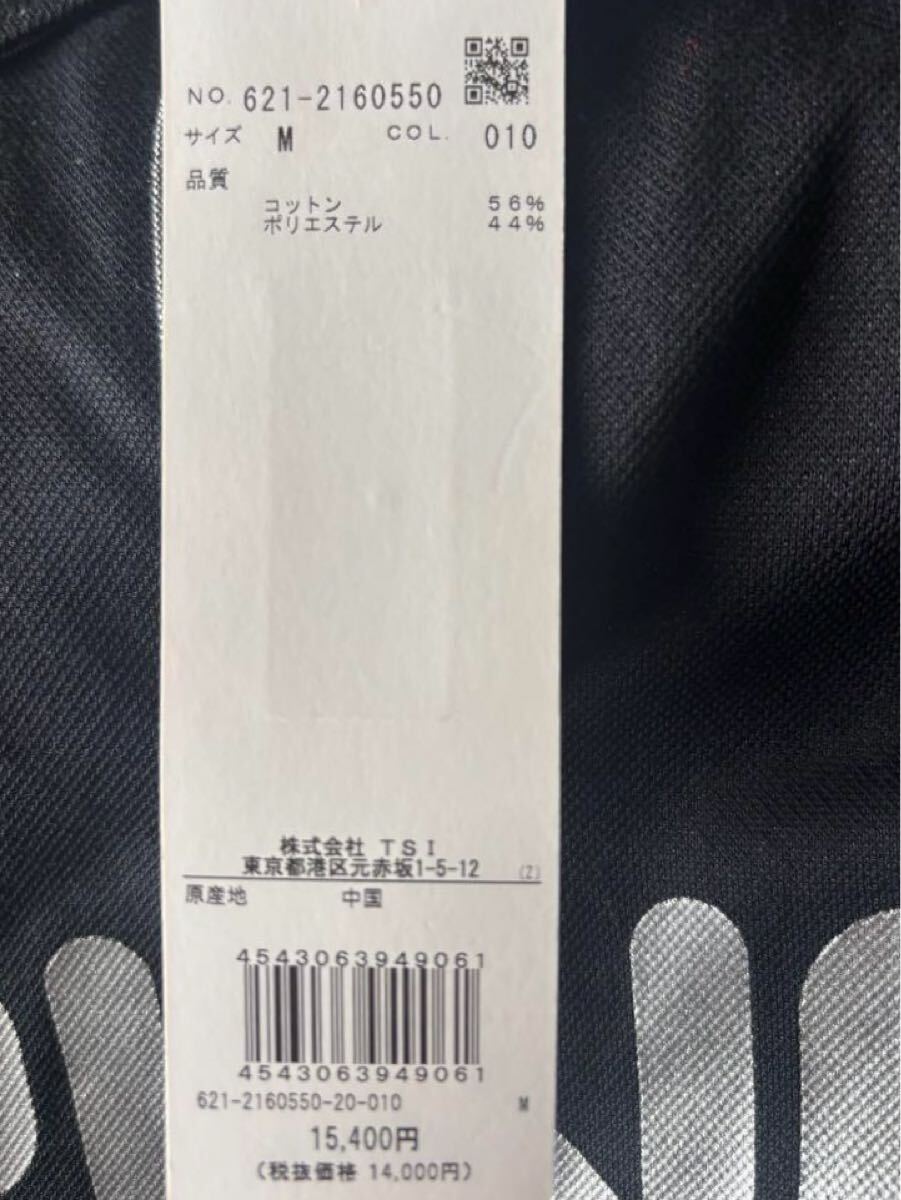 NO. 621-2160550
サイズ M COL. 010
品質
コットン 56%
ポリエステル 44%
株式会社 TSI
東京都港区元赤坂1-5-12 (Z)
原産地 中国
4543063949061
4543063949061
621-2160550-20-010 M
15,400円
(税抜価格 14,000円)